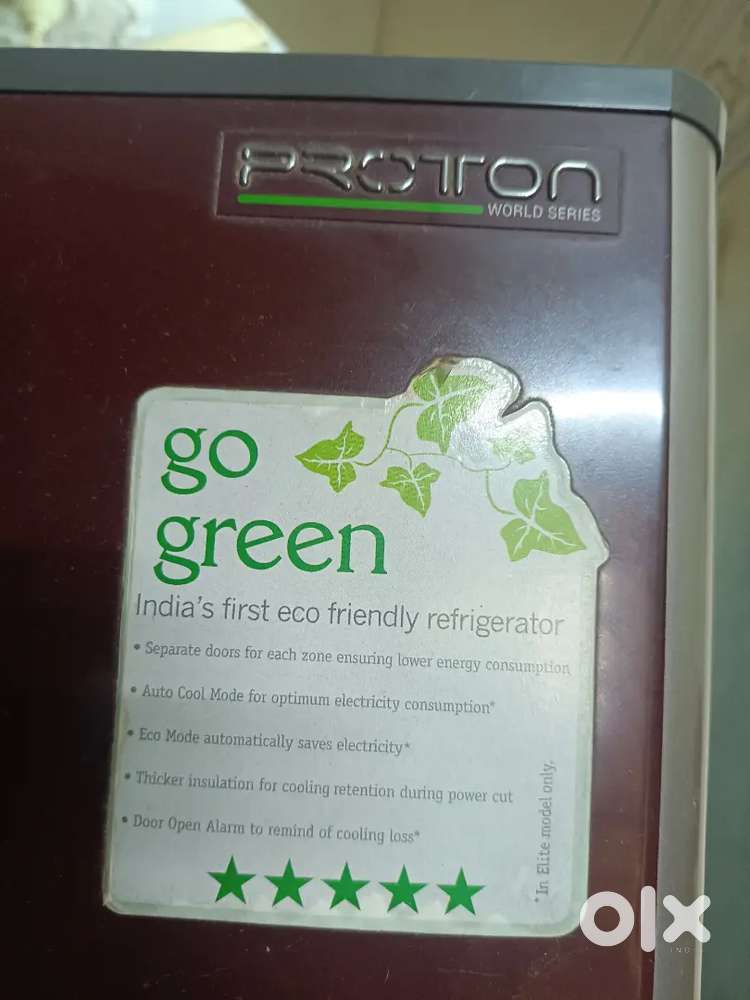 PROTTON
WORLD SERIES
go
green
India's first eco friendly refrigerator
• Separate doors for each zone ensuring lower energy consumption
• Auto Cool Mode for optimum electricity consumption*
• Eco Mode automatically saves electricity*
• Thicker insulation for cooling retention during power cut
• Door Open Alarm to remind of cooling loss*
*In Elite model only.
olx
INDIA